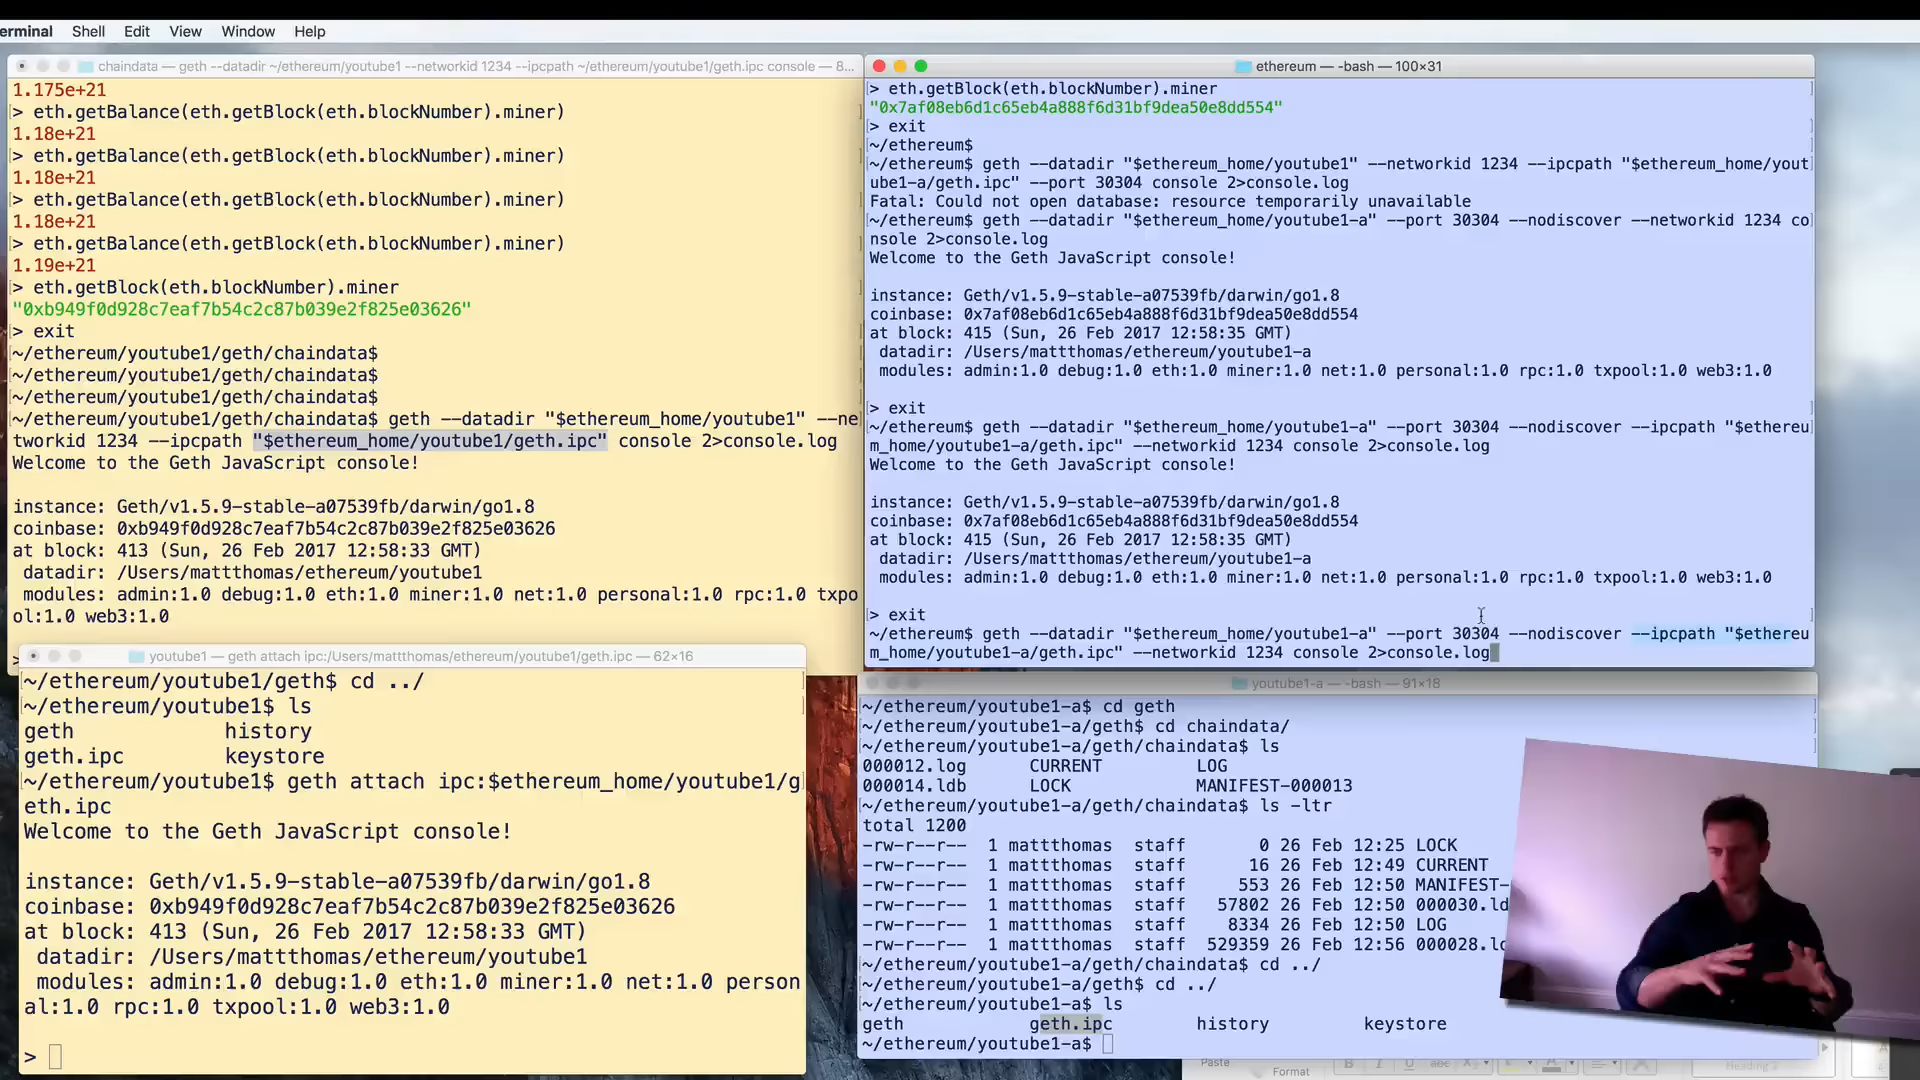 erminal Shell Edit View Window Help
chaindata — geth --datadir ~/ethereum/youtube1 --networkid 1234 --ipcpath ~/ethereum/youtube1/geth.ipc console — 8...
1.175e+21
> eth.getBalance(eth.getBlock(eth.blockNumber).miner)
1.18e+21
> eth.getBalance(eth.getBlock(eth.blockNumber).miner)
1.18e+21
> eth.getBalance(eth.getBlock(eth.blockNumber).miner)
1.18e+21
> eth.getBalance(eth.getBlock(eth.blockNumber).miner)
1.19e+21
> eth.getBlock(eth.blockNumber).miner
"0xb949f0d928c7eaf7b54c2c87b039e2f825e03626"
> exit
~/ethereum/youtube1/geth/chaindata$
~/ethereum/youtube1/geth/chaindata$
~/ethereum/youtube1/geth/chaindata$
~/ethereum/youtube1/geth/chaindata$ geth --datadir "$ethereum_home/youtube1" --ne
tworkid 1234 --ipcpath "$ethereum_home/youtube1/geth.ipc" console 2>console.log
Welcome to the Geth JavaScript console!
instance: Geth/v1.5.9-stable-a07539fb/darwin/go1.8
coinbase: 0xb949f0d928c7eaf7b54c2c87b039e2f825e03626
at block: 413 (Sun, 26 Feb 2017 12:58:33 GMT)
datadir: /Users/mattthomas/ethereum/youtube1
modules: admin:1.0 debug:1.0 eth:1.0 miner:1.0 net:1.0 personal:1.0 rpc:1.0 txpo
ol:1.0 web3:1.0
ethereum — -bash — 100×31
> eth.getBlock(eth.blockNumber).miner
"0x7af08eb6d1c65eb4a888f6d31bf9dea50e8dd554"
> exit
~/ethereum$
~/ethereum$ geth --datadir "$ethereum_home/youtube1" --networkid 1234 --ipcpath "$ethereum_home/yout
ube1-a/geth.ipc" --port 30304 console 2>console.log
Fatal: Could not open database: resource temporarily unavailable
~/ethereum$ geth --datadir "$ethereum_home/youtube1-a" --port 30304 --nodiscover --networkid 1234 co
nsole 2>console.log
Welcome to the Geth JavaScript console!
instance: Geth/v1.5.9-stable-a07539fb/darwin/go1.8
coinbase: 0x7af08eb6d1c65eb4a888f6d31bf9dea50e8dd554
at block: 415 (Sun, 26 Feb 2017 12:58:35 GMT)
datadir: /Users/mattthomas/ethereum/youtube1-a
modules: admin:1.0 debug:1.0 eth:1.0 miner:1.0 net:1.0 personal:1.0 rpc:1.0 txpool:1.0 web3:1.0
> exit
~/ethereum$ geth --datadir "$ethereum_home/youtube1-a" --port 30304 --nodiscover --ipcpath "$ethereu
m_home/youtube1-a/geth.ipc" --networkid 1234 console 2>console.log
Welcome to the Geth JavaScript console!
instance: Geth/v1.5.9-stable-a07539fb/darwin/go1.8
coinbase: 0x7af08eb6d1c65eb4a888f6d31bf9dea50e8dd554
at block: 415 (Sun, 26 Feb 2017 12:58:35 GMT)
datadir: /Users/mattthomas/ethereum/youtube1-a
modules: admin:1.0 debug:1.0 eth:1.0 miner:1.0 net:1.0 personal:1.0 rpc:1.0 txpool:1.0 web3:1.0
> exit
~/ethereum$ geth --datadir "$ethereum_home/youtube1-a" --port 30304 --nodiscover --ipcpath "$ethereu
m_home/youtube1-a/geth.ipc" --networkid 1234 console 2>console.log
youtube1 — geth attach ipc:/Users/mattthomas/ethereum/youtube1/geth.ipc — 62×16
~/ethereum/youtube1/geth$ cd ../
~/ethereum/youtube1$ ls
geth history
geth.ipc keystore
~/ethereum/youtube1$ geth attach ipc:$ethereum_home/youtube1/g
eth.ipc
Welcome to the Geth JavaScript console!
instance: Geth/v1.5.9-stable-a07539fb/darwin/go1.8
coinbase: 0xb949f0d928c7eaf7b54c2c87b039e2f825e03626
at block: 413 (Sun, 26 Feb 2017 12:58:33 GMT)
datadir: /Users/mattthomas/ethereum/youtube1
modules: admin:1.0 debug:1.0 eth:1.0 miner:1.0 net:1.0 person
al:1.0 rpc:1.0 txpool:1.0 web3:1.0
>
youtube1-a — -bash — 91×18
~/ethereum/youtube1-a$ cd geth
~/ethereum/youtube1-a/geth$ cd chaindata/
~/ethereum/youtube1-a/geth/chaindata$ ls
000012.log CURRENT LOG
000014.ldb LOCK MANIFEST-000013
~/ethereum/youtube1-a/geth/chaindata$ ls -ltr
total 1200
-rw-r--r-- 1 mattthomas staff 0 26 Feb 12:25 LOCK
-rw-r--r-- 1 mattthomas staff 16 26 Feb 12:49 CURRENT
-rw-r--r-- 1 mattthomas staff 553 26 Feb 12:50 MANIFEST-
-rw-r--r-- 1 mattthomas staff 57802 26 Feb 12:50 000030.ld
-rw-r--r-- 1 mattthomas staff 8334 26 Feb 12:50 LOG
-rw-r--r-- 1 mattthomas staff 529359 26 Feb 12:56 000028.ld
~/ethereum/youtube1-a/geth/chaindata$ cd ../
~/ethereum/youtube1-a/geth$ cd ../
~/ethereum/youtube1-a$ ls
geth geth.ipc history keystore
~/ethereum/youtube1-a$
Paste Format B I U abc Heading 2